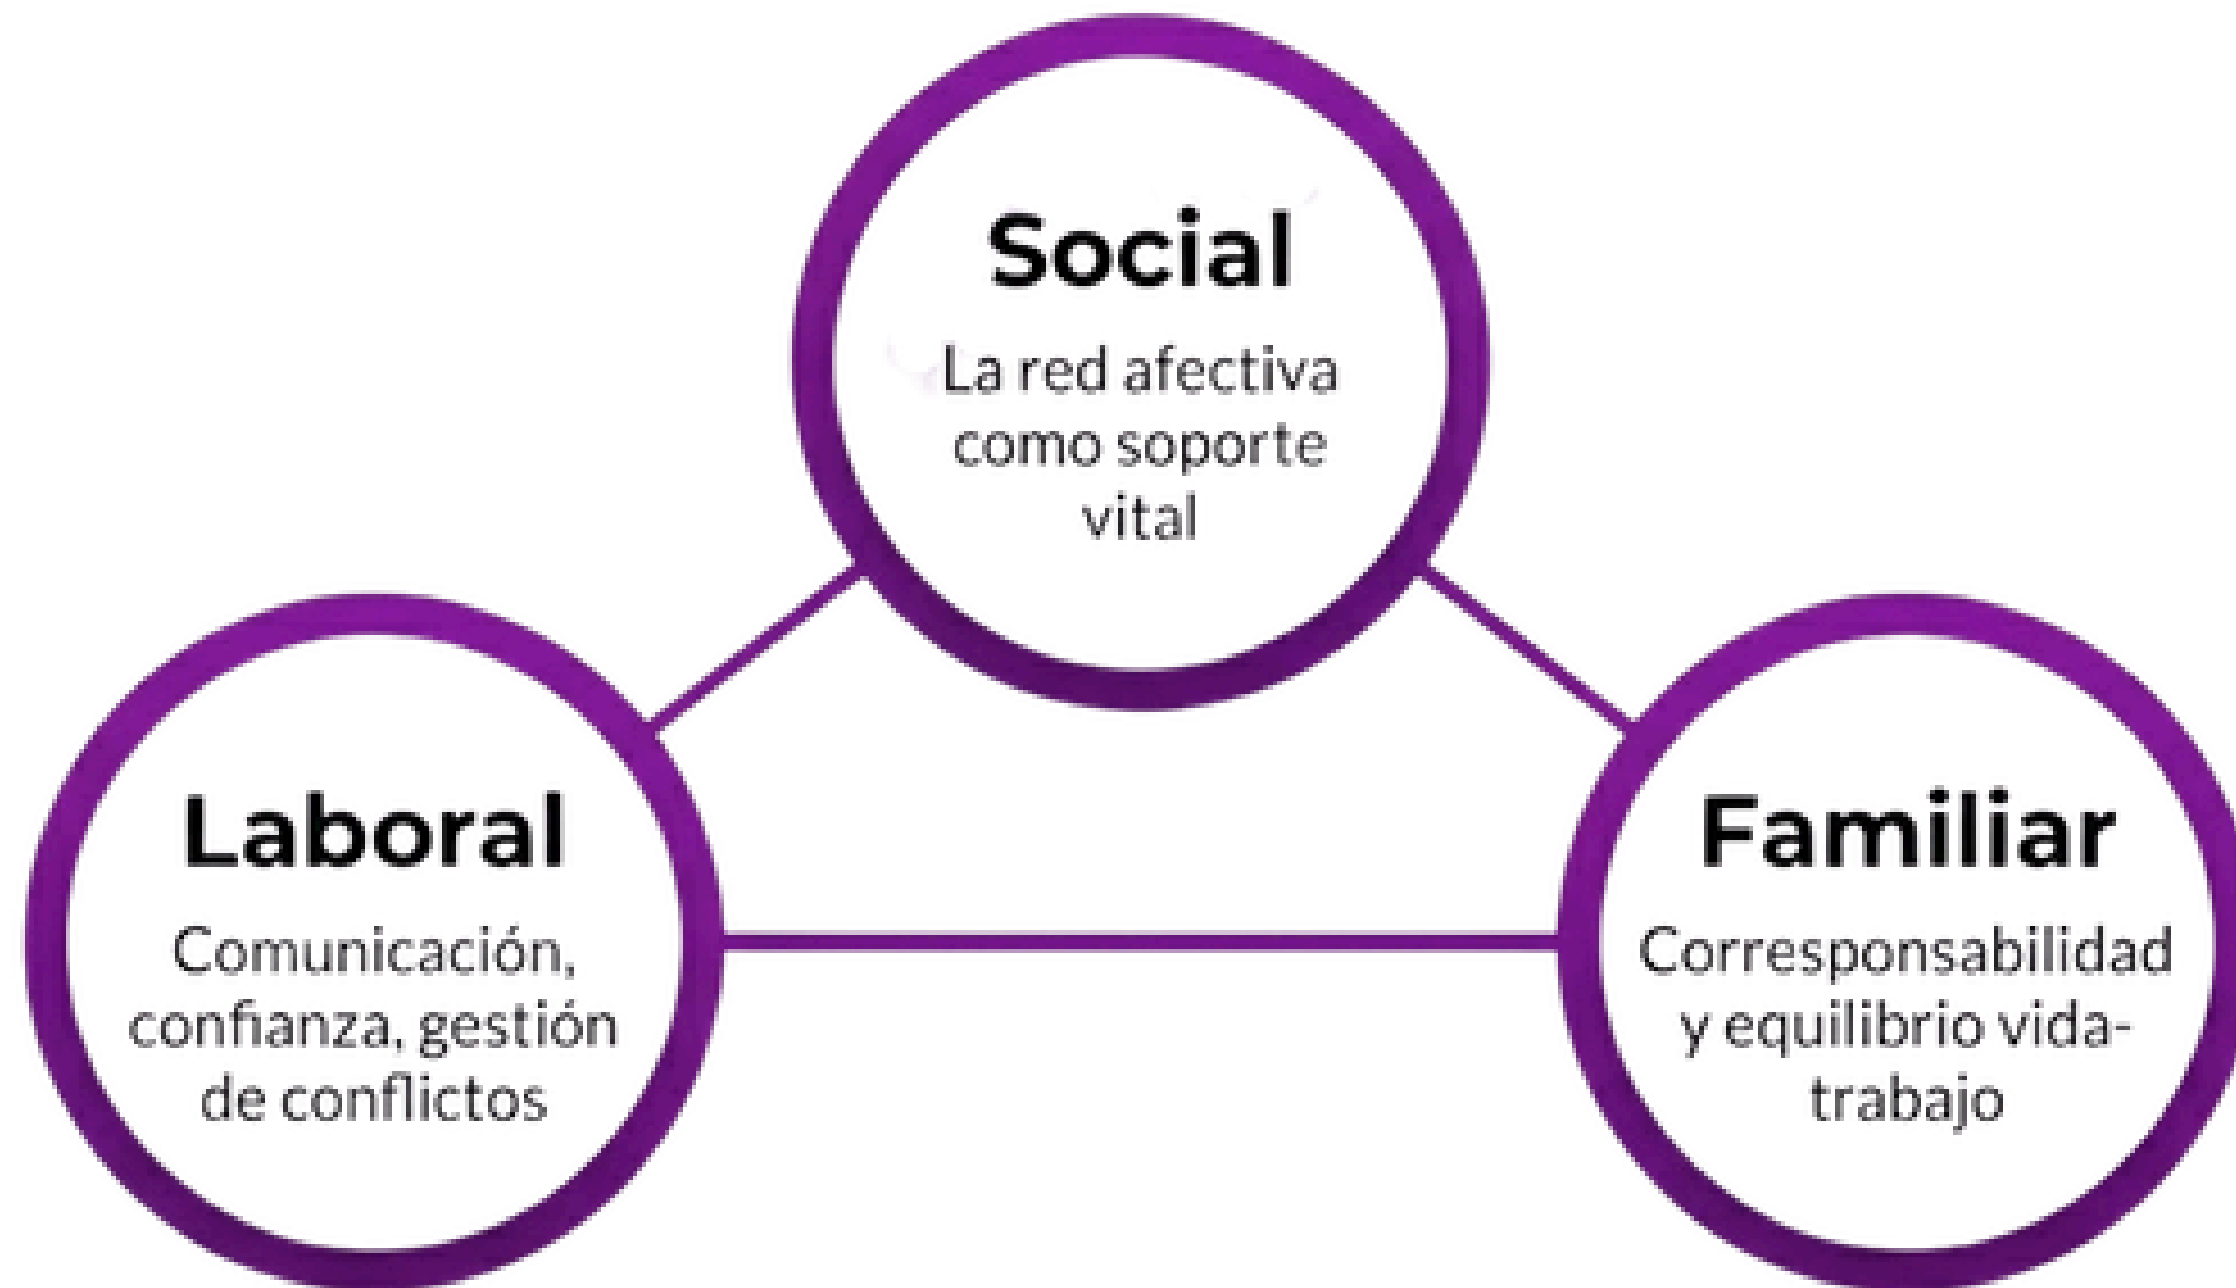 Social
La red afectiva
como soporte
vital
Laboral
Comunicación,
confianza, gestión
de conflictos
Familiar
Corresponsabilidad
y equilibrio vida-
trabajo